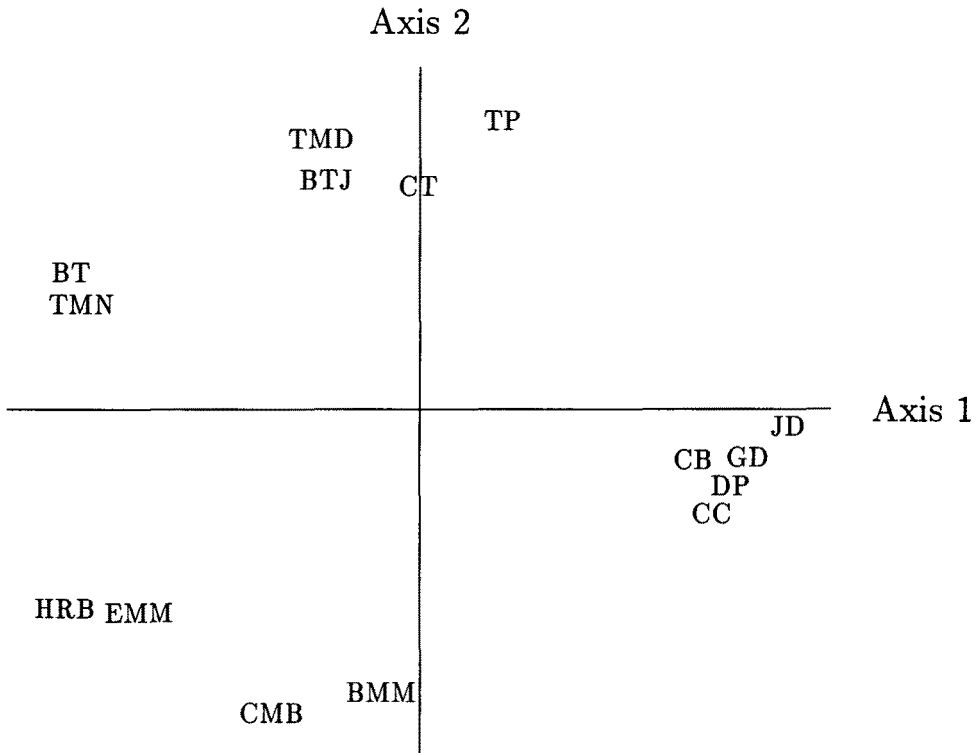 Axis 2
TP
TMD
BTJ CT
BT
TMN
Axis 1
JD
CB GD
DP
CC
HRB EMM
BMM
CMB